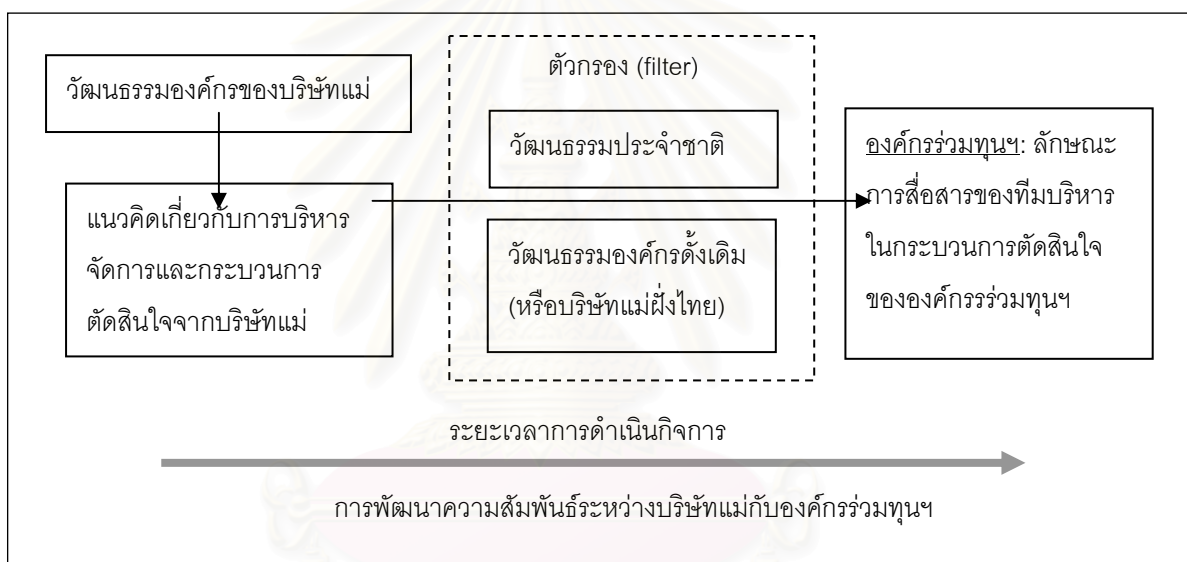 วัฒนธรรมองค์กรของบริษัทแม่
แนวคิดเกี่ยวกับการบริหาร
จัดการและกระบวนการ
ตัดสินใจจากบริษัทแม่
ตัวกรอง (filter)
วัฒนธรรมประจำชาติ
วัฒนธรรมองค์กรดั้งเดิม
(หรือบริษัทแม่ฝั่งไทย)
องค์กรร่วมทุนฯ: ลักษณะ
การสื่อสารของทีมบริหาร
ในกระบวนการตัดสินใจ
ขององค์กรรร่วมทุนฯ
ระยะเวลาการดำเนินกิจการ
การพัฒนาความสัมพันธ์ระหว่างบริษัทแม่กับองค์กรร่วมทุนฯ